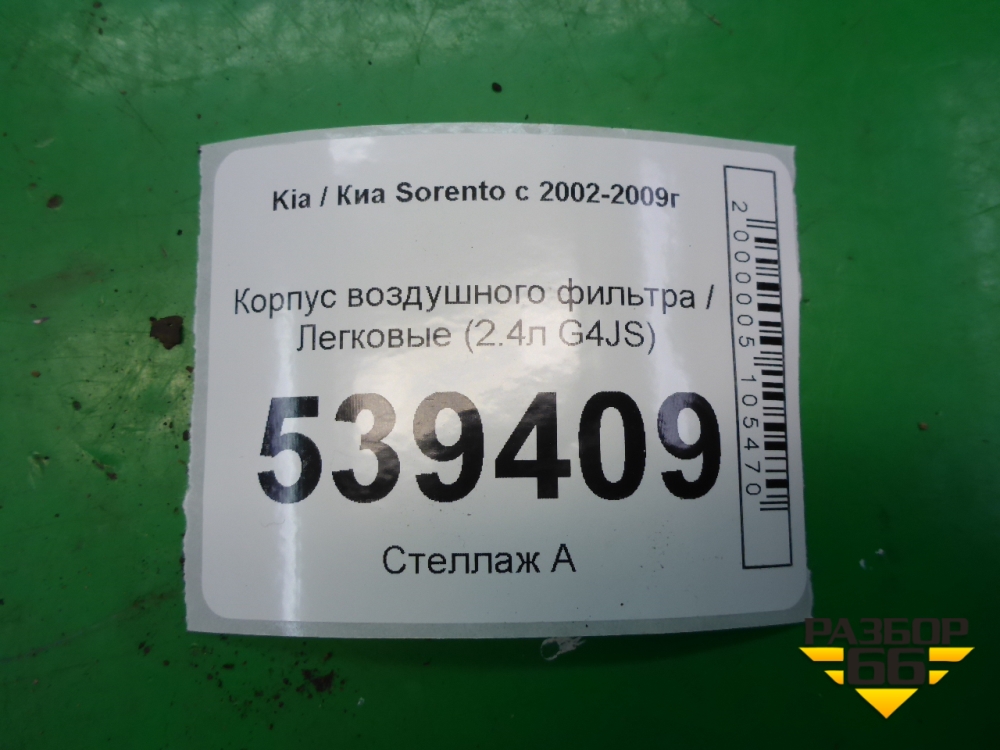 Kia / Киа Sorento с 2002-2009г
Корпус воздушного фильтра /
Легковые (2.4л G4JS)
539409
Стеллаж А
2000005105470
РАЗБОР
66